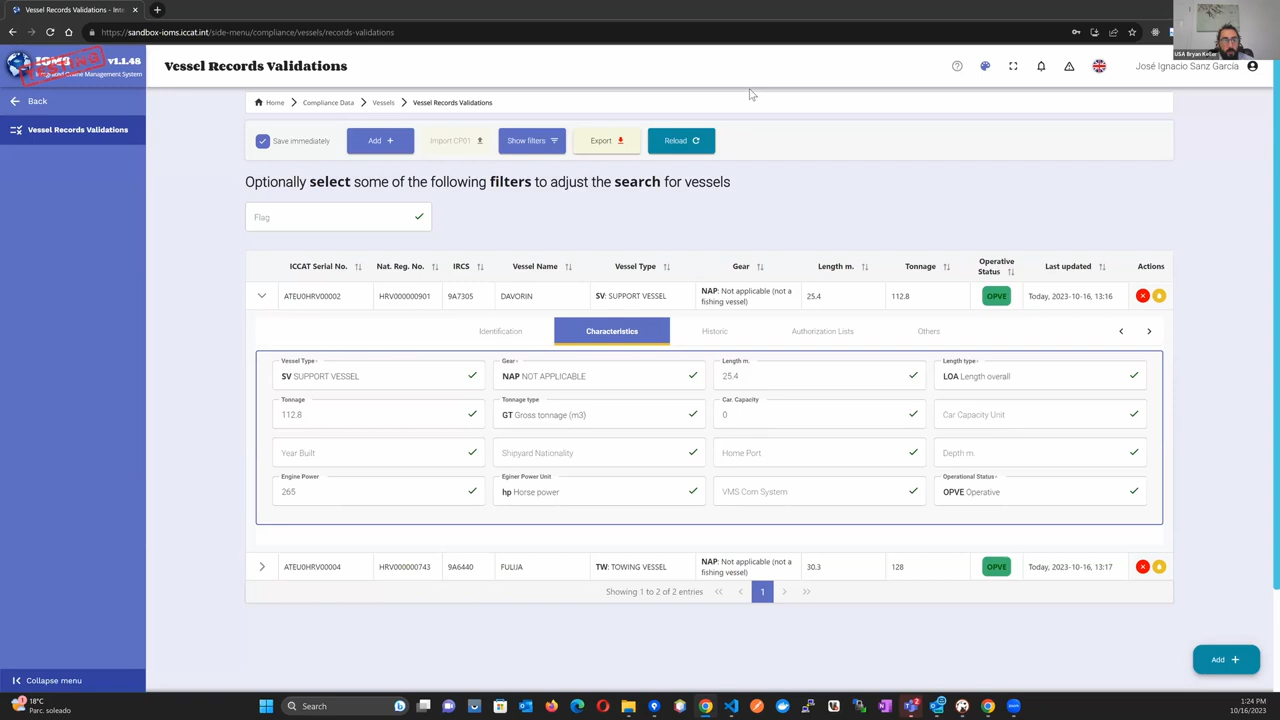 Vessel Records Validations - Int
https://sandbox-ioms.iccat.int/side-menu/compliance/vessels/records-validations
USA Bryan Keller
IOMS v1.1.48
Integrated Online Management System
TESTING
Vessel Records Validations
José Ignacio Sanz García
Back
Vessel Records Validations
Home Compliance Data Vessels Vessel Records Validations
Save immediately Add + Import CP01 Show filters Export Reload
Optionally select some of the following filters to adjust the search for vessels
Flag
ICCAT Serial No. Nat. Reg. No. IRCS Vessel Name Vessel Type Gear Length m. Tonnage Operative Status Last updated Actions
ATEU0HRV00002 HRV000000901 9A7305 DAVORIN SV: SUPPORT VESSEL NAP: Not applicable (not a fishing vessel) 25.4 112.8 OPVE Today, 2023-10-16, 13:16
Identification Characteristics Historic Authorization Lists Others
Vessel Type* Gear* Length m. Length type*
SV SUPPORT VESSEL NAP NOT APPLICABLE 25.4 LOA Length overall
Tonnage Tonnage type Car. Capacity
112.8 GT Gross tonnage (m3) 0 Car Capacity Unit
Year Built Shipyard Nationality Home Port Depth m.
Engine Power Eginer Power Unit Operational Status*
265 hp Horse power VMS Com System OPVE Operative
ATEU0HRV00004 HRV000000743 9A6440 FULIJA TW: TOWING VESSEL NAP: Not applicable (not a fishing vessel) 30.3 128 OPVE Today, 2023-10-16, 13:17
Showing 1 to 2 of 2 entries 1
Add +
Collapse menu
18°C
Parc. soleado
Search
1:24 PM
10/16/2023